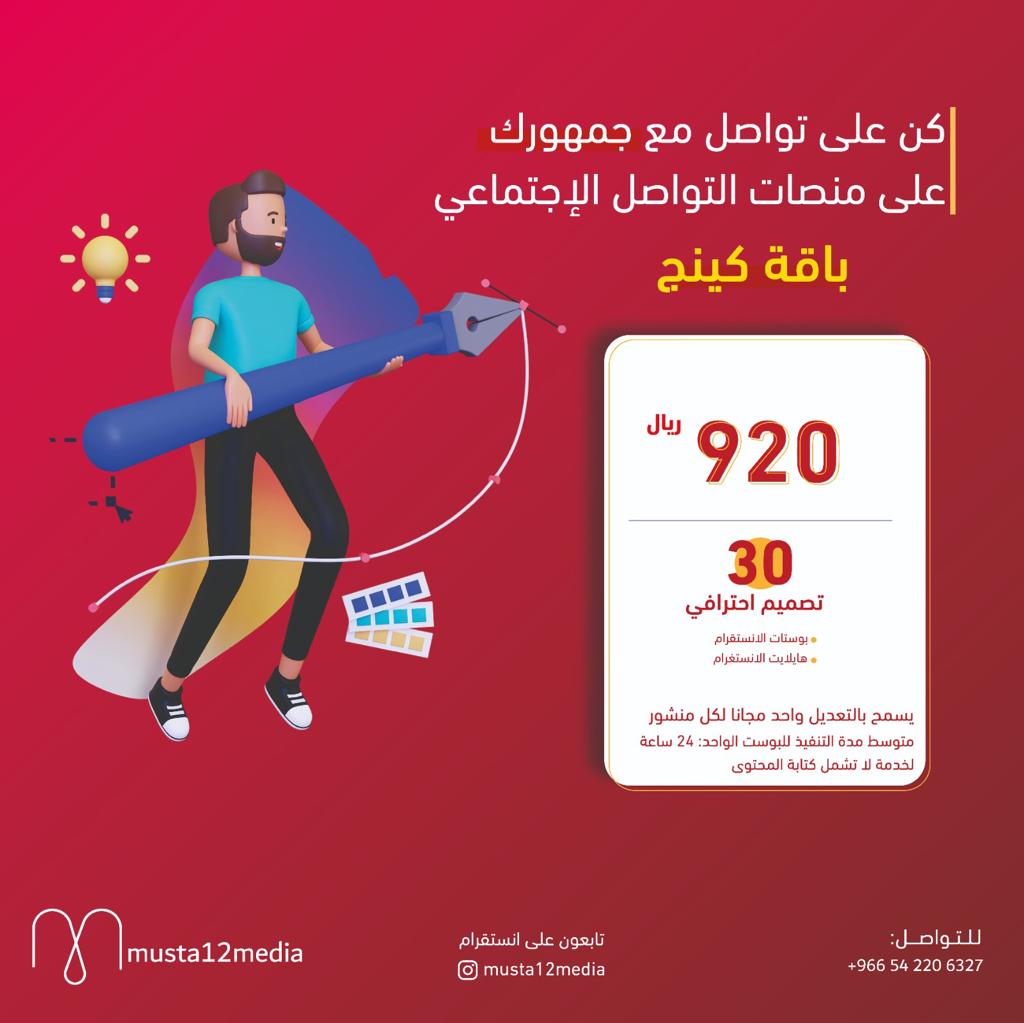 كن على تواصل مع جمهورك
على منصات التواصل الإجتماعي
باقة كينج
920 ريال
30
تصميم احترافي
بوستات الانستقرام
هايلايت الانستغرام
يسمح بالتعديل واحد مجانا لكل منشور
متوسط مدة التنفيذ للبوست الواحد: 24 ساعة
لخدمة لا تشمل كتابة المحتوى
للتواصل:
+966 54 220 6327
تابعون على انستقرام
musta12media
musta12media